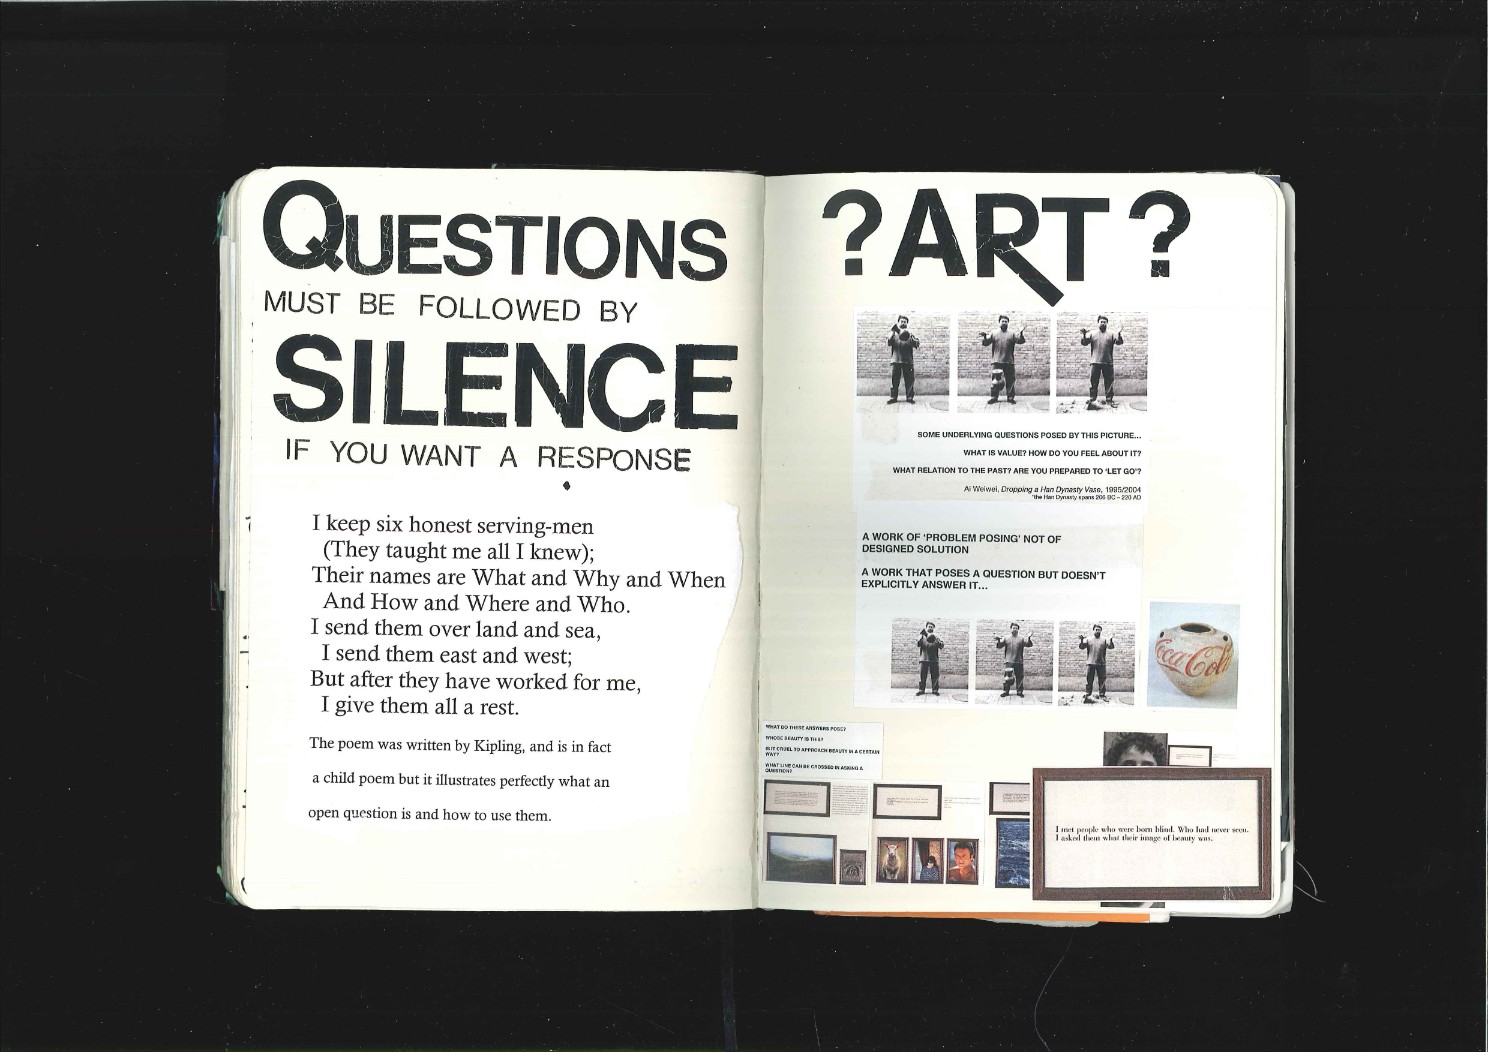 QUESTIONS
MUST BE FOLLOWED BY
SILENCE
IF YOU WANT A RESPONSE
I keep six honest serving-men
(They taught me all I knew);
Their names are What and Why and When
And How and Where and Who.
I send them over land and sea,
I send them east and west;
But after they have worked for me,
I give them all a rest.
The poem was written by Kipling, and is in fact
a child poem but it illustrates perfectly what an
open question is and how to use them.
?ART?
SOME UNDERLYING QUESTIONS POSED BY THIS PICTURE...
WHAT IS VALUE? HOW DO YOU FEEL ABOUT IT?
WHAT RELATION TO THE PAST? ARE YOU PREPARED TO 'LET GO'?
Ai Weiwei, Dropping a Han Dynasty Vase, 1995/2004
*the Han Dynasty spans 206 BC – 220 AD
A WORK OF 'PROBLEM POSING' NOT OF
DESIGNED SOLUTION
A WORK THAT POSES A QUESTION BUT DOESN'T
EXPLICITLY ANSWER IT...
Coca Cola
WHAT DO THERE ANSWERS POSE?
WHOSE BEAUTY IS THIS?
IS IT CRUEL TO APPROACH BEAUTY IN A CERTAIN
WAY?
WHAT LINE CAN BE CROSSED IN ASKING A
QUESTION?
I met people who were born blind. Who had never seen.
I asked them what their image of beauty was.